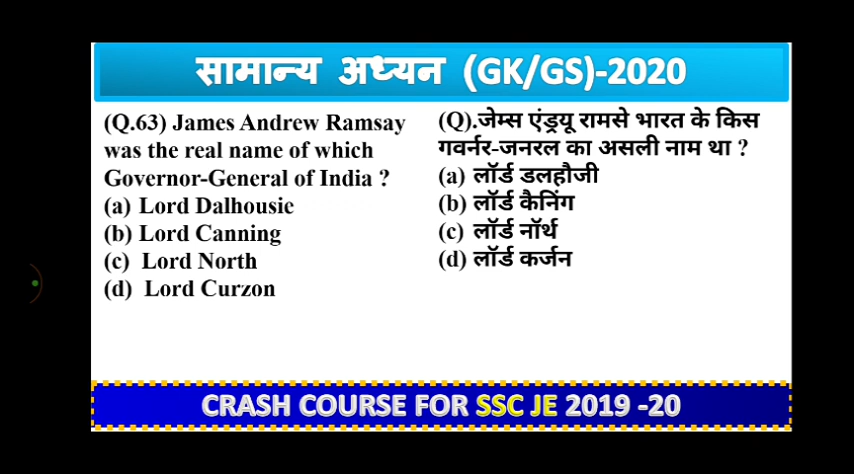 सामान्य अध्यन (GK/GS)-2020
(Q.63) James Andrew Ramsay
was the real name of which
Governor-General of India ?
(a) Lord Dalhousie
(b) Lord Canning
(c) Lord North
(d) Lord Curzon
(Q).जेम्स एंड्रयू रामसे भारत के किस
गवर्नर-जनरल का असली नाम था ?
(a) लॉर्ड डलहौजी
(b) लॉर्ड कैनिंग
(c) लॉर्ड नॉर्थ
(d) लॉर्ड कर्जन
CRASH COURSE FOR SSC JE 2019 -20